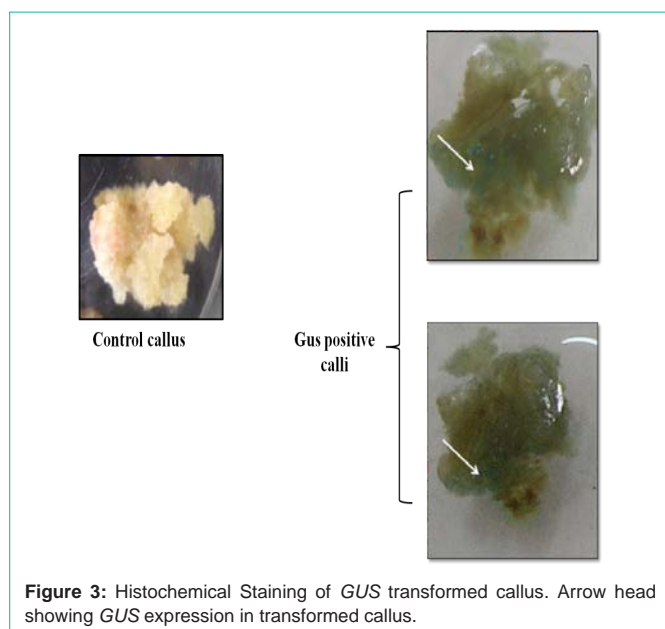 Control callus
Gus positive
calli
Figure 3: Histochemical Staining of GUS transformed callus. Arrow head
showing GUS expression in transformed callus.